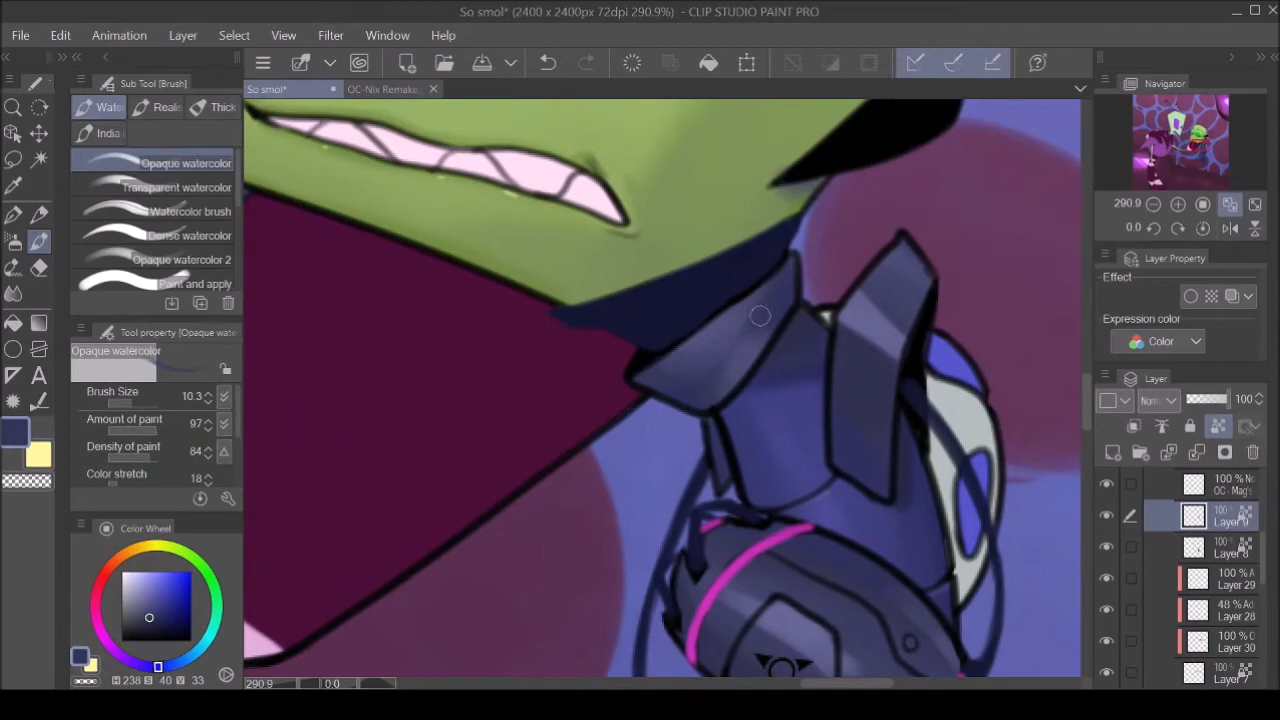 So smol* (2400 x 2400px 72dpi 290.9%) - CLIP STUDIO PAINT PRO
File Edit Animation Layer Select View Filter Window Help
Sub Tool [Brush]
Water Realis Thick
India
Opaque watercolor
Transparent watercolor
Watercolor brush
Dense watercolor
Opaque watercolor 2
Paint and apply
Tool property [Opaque wate
Opaque watercolor
Brush Size 10.3
Amount of paint 97
Density of paint 84
Color stretch 18
Color Wheel
H 238 S 40 V 33
So smol* OC-Nix Remake
290.9 0.0
Navigator
290.9
0.0
Layer Property
Effect
Expression color
Color
Layer
Norm 100
100 % No
OC - Mag's
100
Layer
100
Layer 8
100 % A
Layer 29
48 % Ad
Layer 28
100 % O
Layer 30
100 %
Layer 7